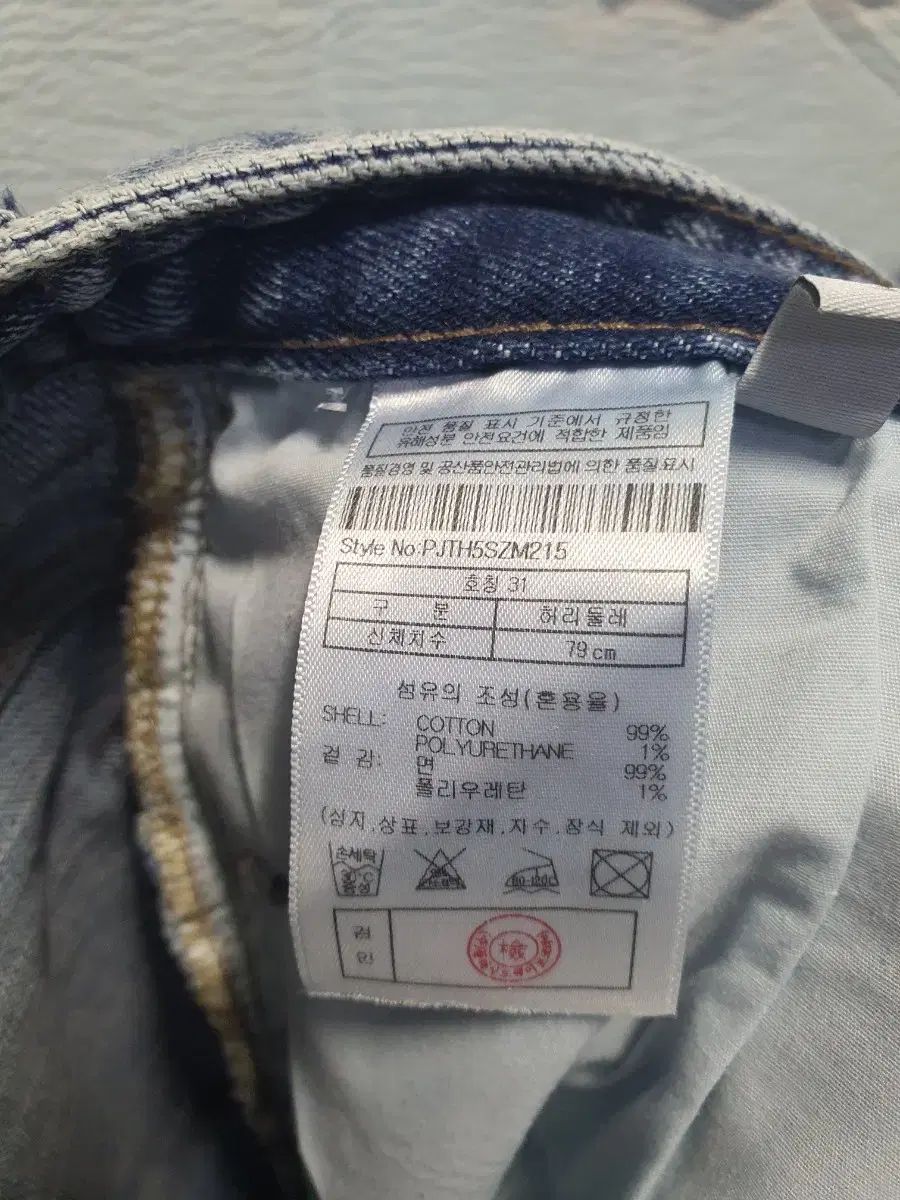 안전 품질 표시 기준에서 규정한
유해성분 안전요건에 적합한 제품임
품질경영 및 공산품안전관리법에 의한 품질표시
Style No:PJTH5SZM215
호칭 31
구 분 허리둘레
신체치수 79cm
섬유의 조성(혼용율)
SHELL: COTTON 99%
POLYURETHANE 1%
겉 감: 면 99%
폴리우레탄 1%
(심지,상표,보강재,자수,장식 제외)
손세탁
30℃
중성
80-120℃
검
인
檢